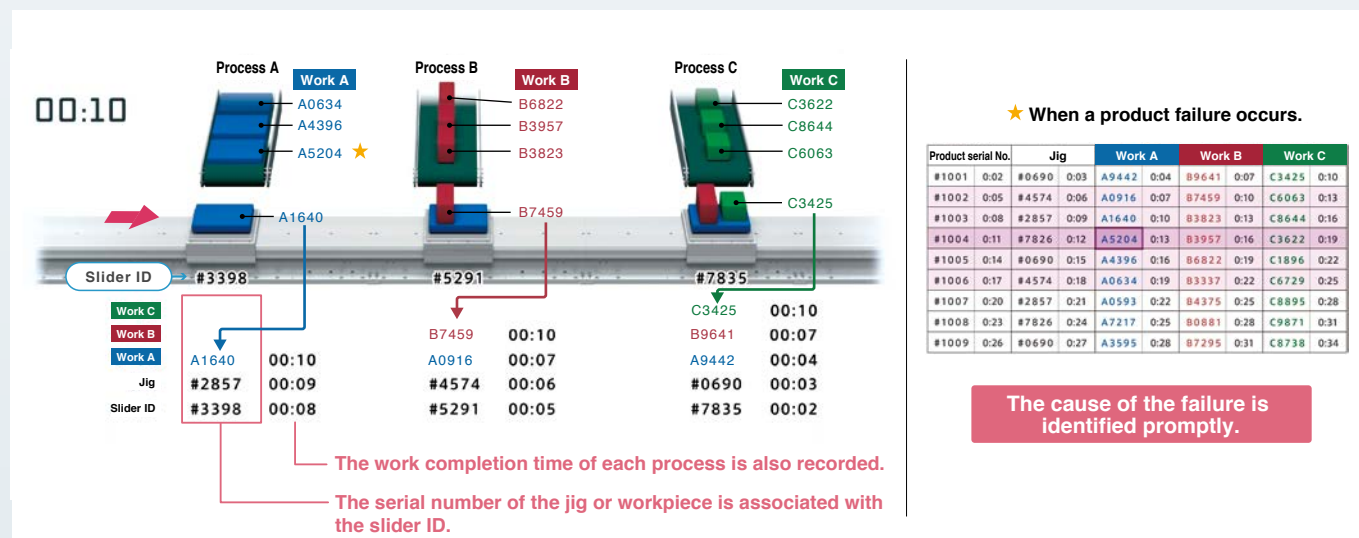 00:10
Process A
Work A
A0634
A4396
A5204
A1640
Process B
Work B
B6822
B3957
B3823
B7459
Process C
Work C
C3622
C8644
C6063
C3425
Slider ID
#3398
#5291
#7835
Work C
C3425 00:10
Work B
B7459 00:10
B9641 00:07
Work A
A1640 00:10
A0916 00:07
A9442 00:04
Jig
#2857 00:09
#4574 00:06
#0690 00:03
Slider ID
#3398 00:08
#5291 00:05
#7835 00:02
The work completion time of each process is also recorded.
The serial number of the jig or workpiece is associated with
the slider ID.
★ When a product failure occurs.
Product serial No. Jig Work A Work B Work C
#1001 0:02 #0690 0:03 A9442 0:04 B9641 0:07 C3425 0:10
#1002 0:05 #4574 0:06 A0916 0:07 B7459 0:10 C6063 0:13
#1003 0:08 #2857 0:09 A1640 0:10 B3823 0:13 C8644 0:16
#1004 0:11 #7826 0:12 A5204 0:13 B3957 0:16 C3622 0:19
#1005 0:14 #0690 0:15 A4396 0:16 B6822 0:19 C1896 0:22
#1006 0:17 #4574 0:18 A0634 0:19 B3337 0:22 C6729 0:25
#1007 0:20 #2857 0:21 A0593 0:22 B4375 0:25 C8895 0:28
#1008 0:23 #7826 0:24 A7217 0:25 B0881 0:28 C9871 0:31
#1009 0:26 #0690 0:27 A3595 0:28 B7295 0:31 C8738 0:34
The cause of the failure is
identified promptly.